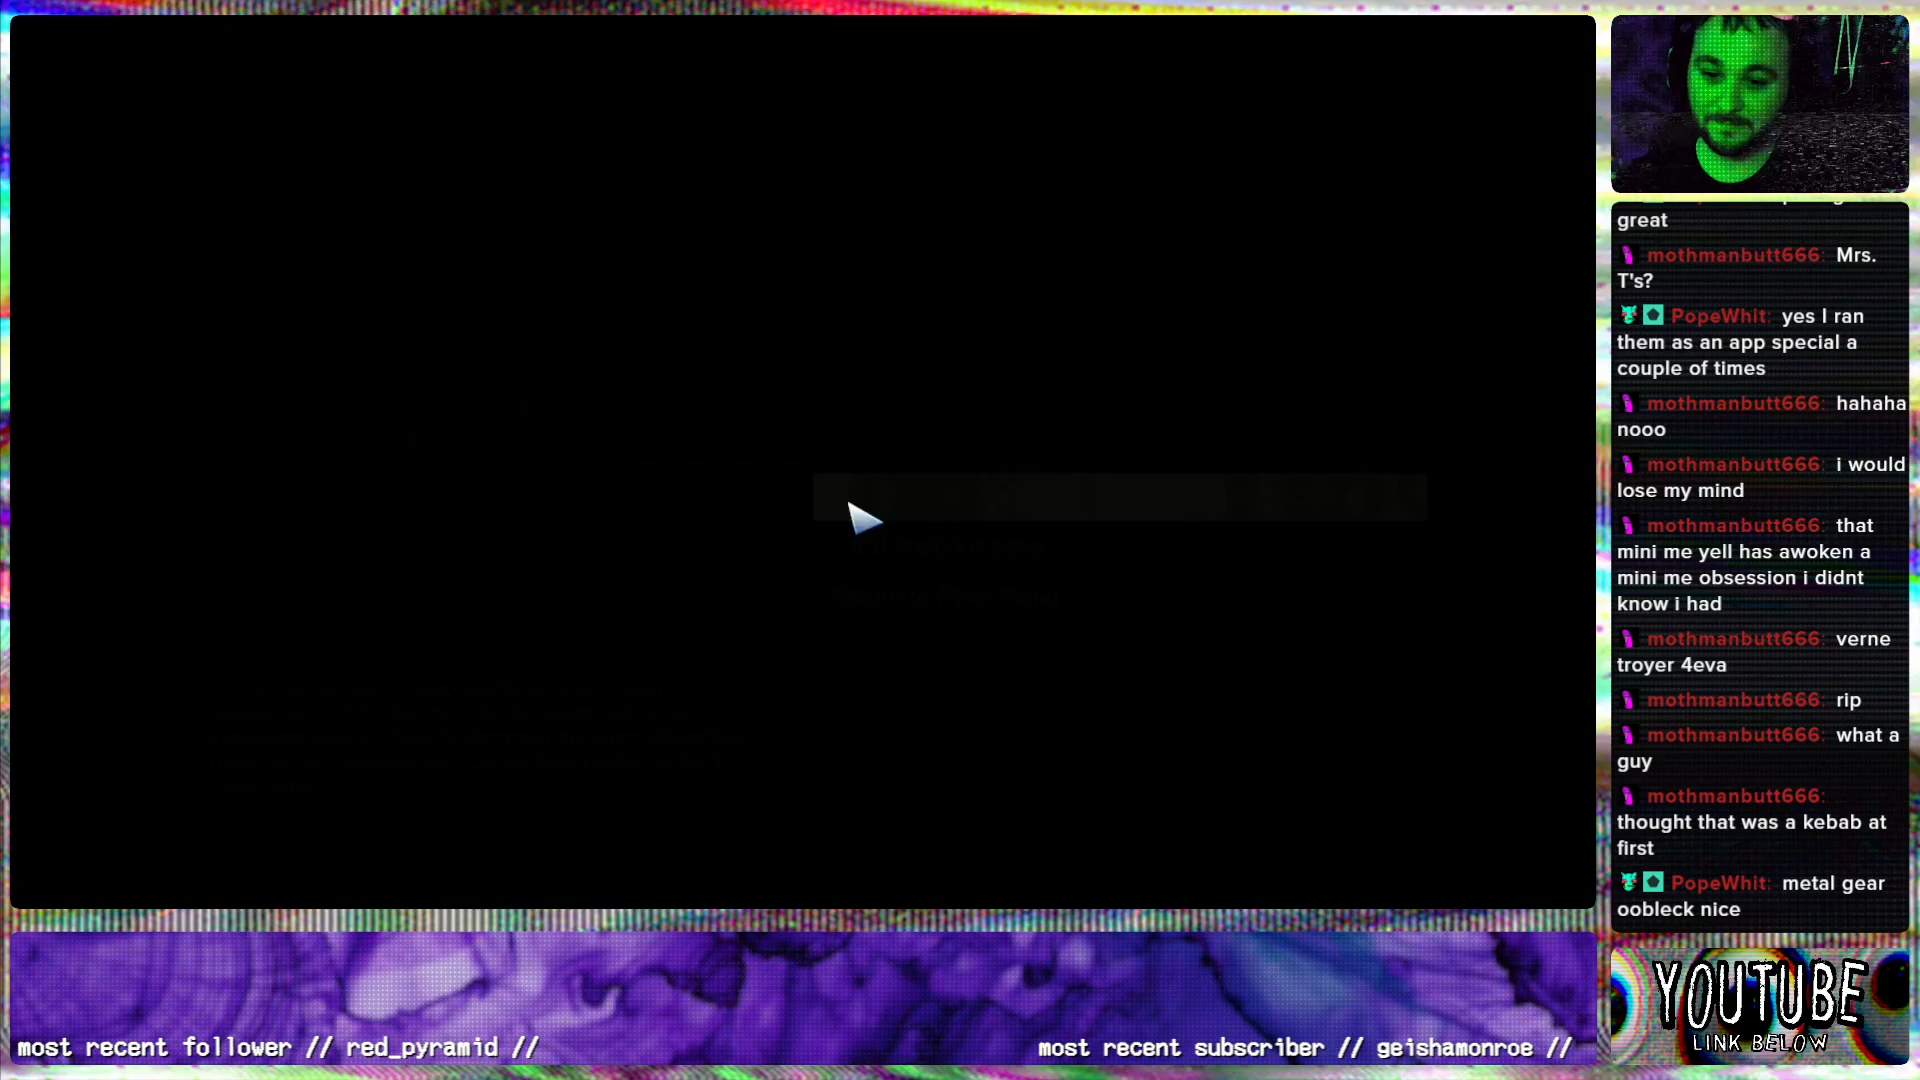 great
mothmanbutt666: Mrs.
T's?
PopeWhit: yes I ran
them as an app special a
couple of times
mothmanbutt666: hahaha
nooo
mothmanbutt666: i would
lose my mind
mothmanbutt666: that
mini me yell has awoken a
mini me obsession i didnt
know i had
mothmanbutt666: verne
troyer 4eva
mothmanbutt666: rip
mothmanbutt666: what a
guy
mothmanbutt666:
thought that was a kebab at
first
PopeWhit: metal gear
oobleck nice
most recent follower // red_pyramid //
most recent subscriber // geishamonroe //
YOUTUBE
LINK BELOW